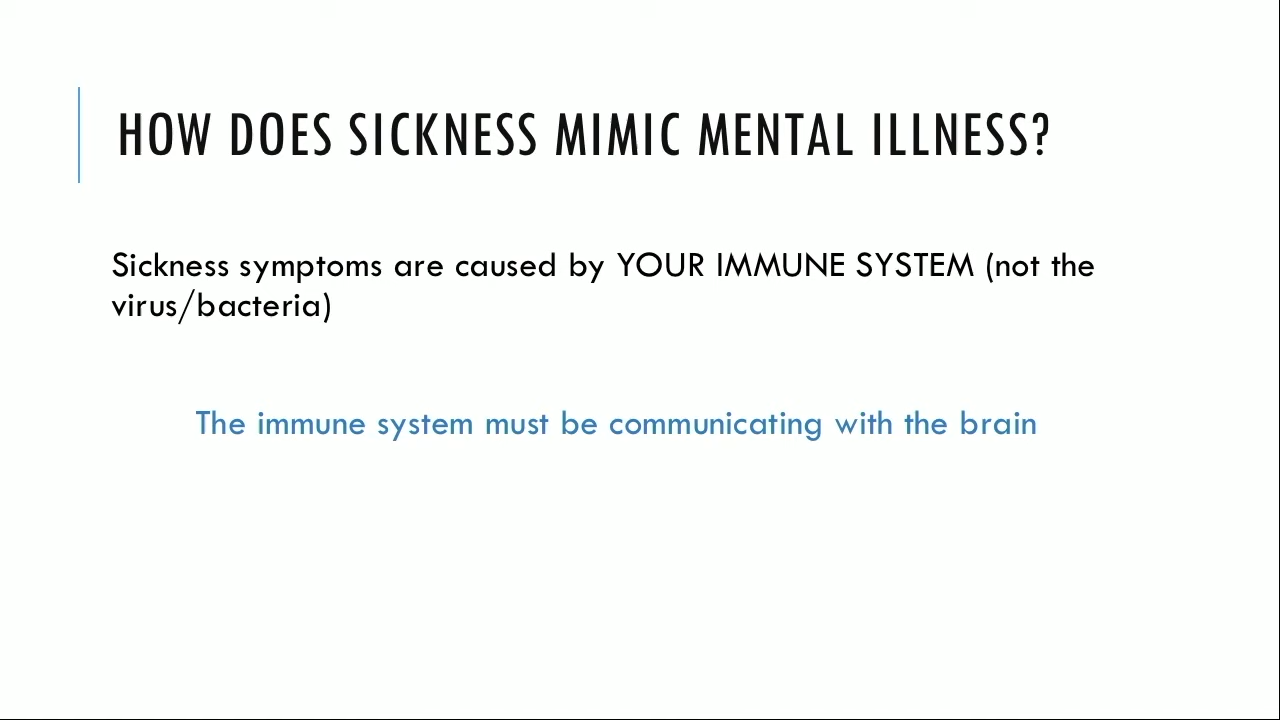 HOW DOES SICKNESS MIMIC MENTAL ILLNESS?
Sickness symptoms are caused by YOUR IMMUNE SYSTEM (not the
virus/bacteria)
The immune system must be communicating with the brain